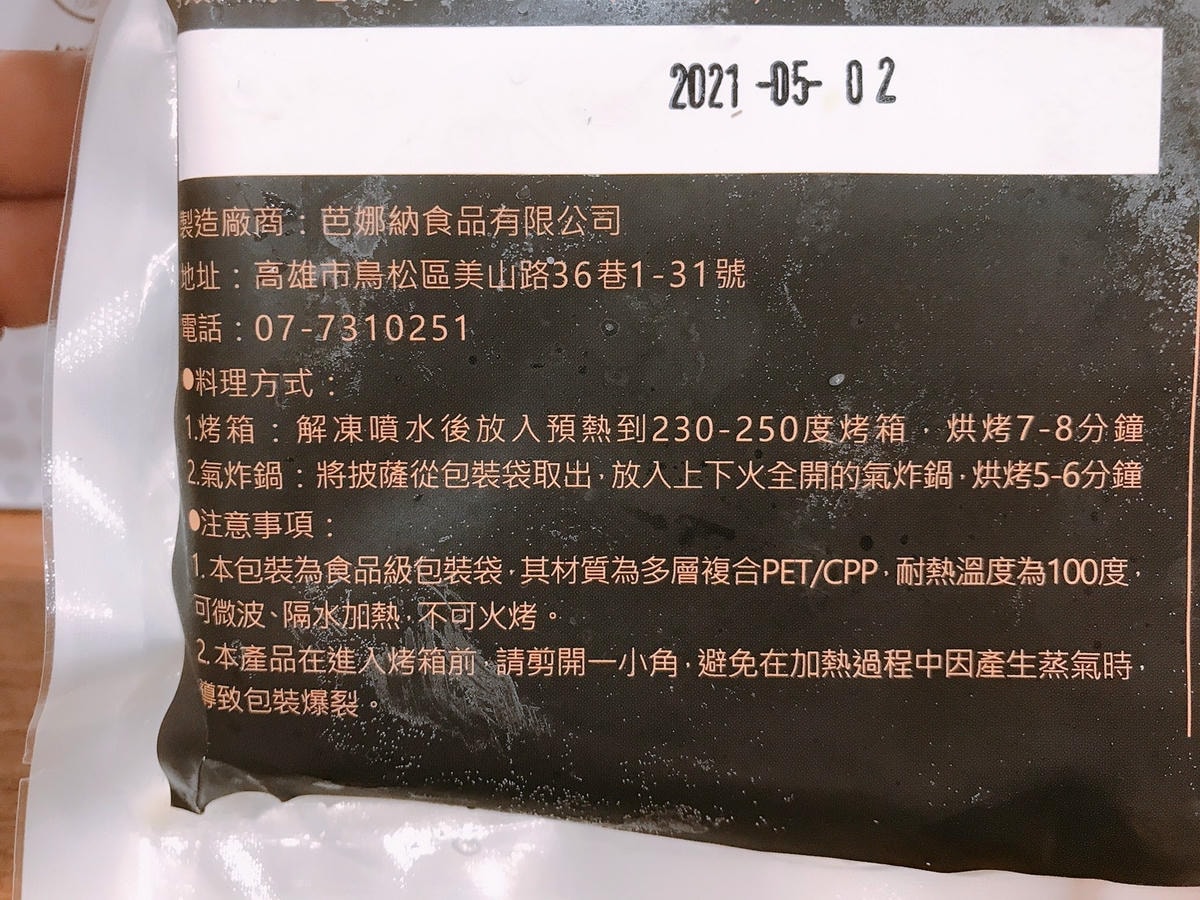 2021-05-02
製造廠商：芭娜納食品有限公司
地址：高雄市鳥松區美山路36巷1-31號
電話：07-7310251
●料理方式：
1.烤箱：解凍噴水後放入預熱到230-250度烤箱，烘烤7-8分鐘
2.氣炸鍋：將披薩從包裝袋取出，放入上下火全開的氣炸鍋，烘烤5-6分鐘
●注意事項：
1.本包裝為食品級包裝袋，其材質為多層複合PET/CPP，耐熱溫度為100度，
可微波、隔水加熱，不可火烤。
2.本產品在進入烤箱前，請剪開一小角，避免在加熱過程中因產生蒸氣時，
導致包裝爆裂。